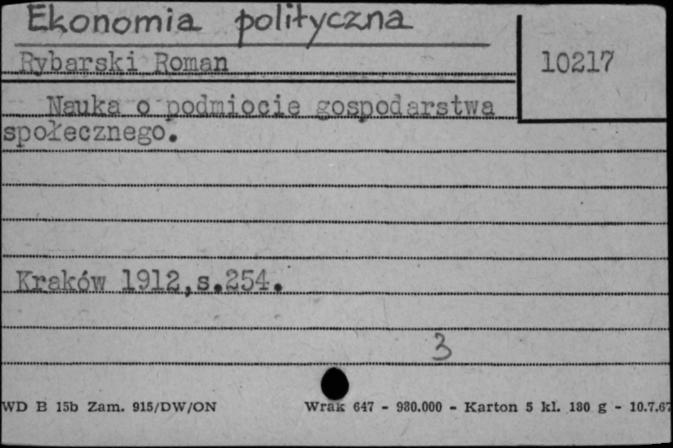 Ekonomia polityczna
Rybarski Roman
10217
Nauka o podmiocie gospodarstwa
społecznego.
Kraków 1912,s.254.
3
WD B 15b Zam. 915/DW/ON Wrak 647 - 930.000 - Karton 5 kl. 180 g - 10.7.67